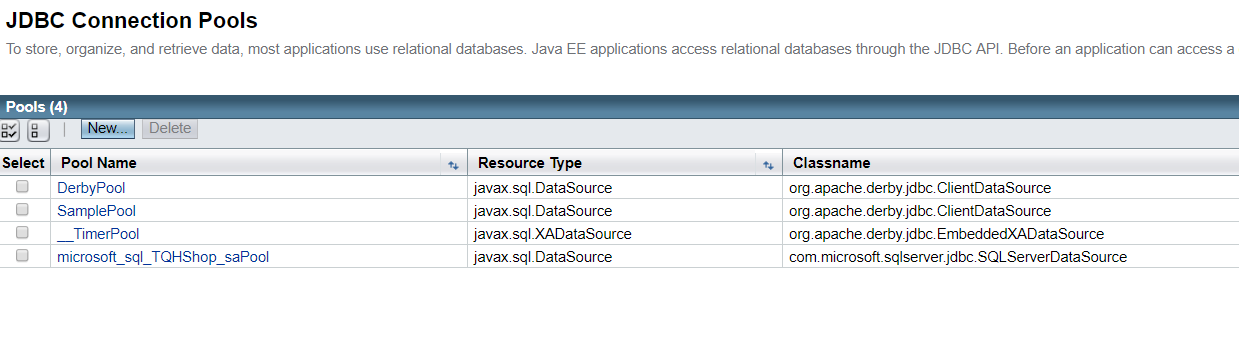 JDBC Connection Pools
To store, organize, and retrieve data, most applications use relational databases. Java EE applications access relational databases through the JDBC API. Before an application can access a
Pools (4)
New... Delete
Select Pool Name Resource Type Classname
DerbyPool javax.sql.DataSource org.apache.derby.jdbc.ClientDataSource
SamplePool javax.sql.DataSource org.apache.derby.jdbc.ClientDataSource
__TimerPool javax.sql.XADataSource org.apache.derby.jdbc.EmbeddedXADataSource
microsoft_sql_TQHShop_saPool javax.sql.DataSource com.microsoft.sqlserver.jdbc.SQLServerDataSource